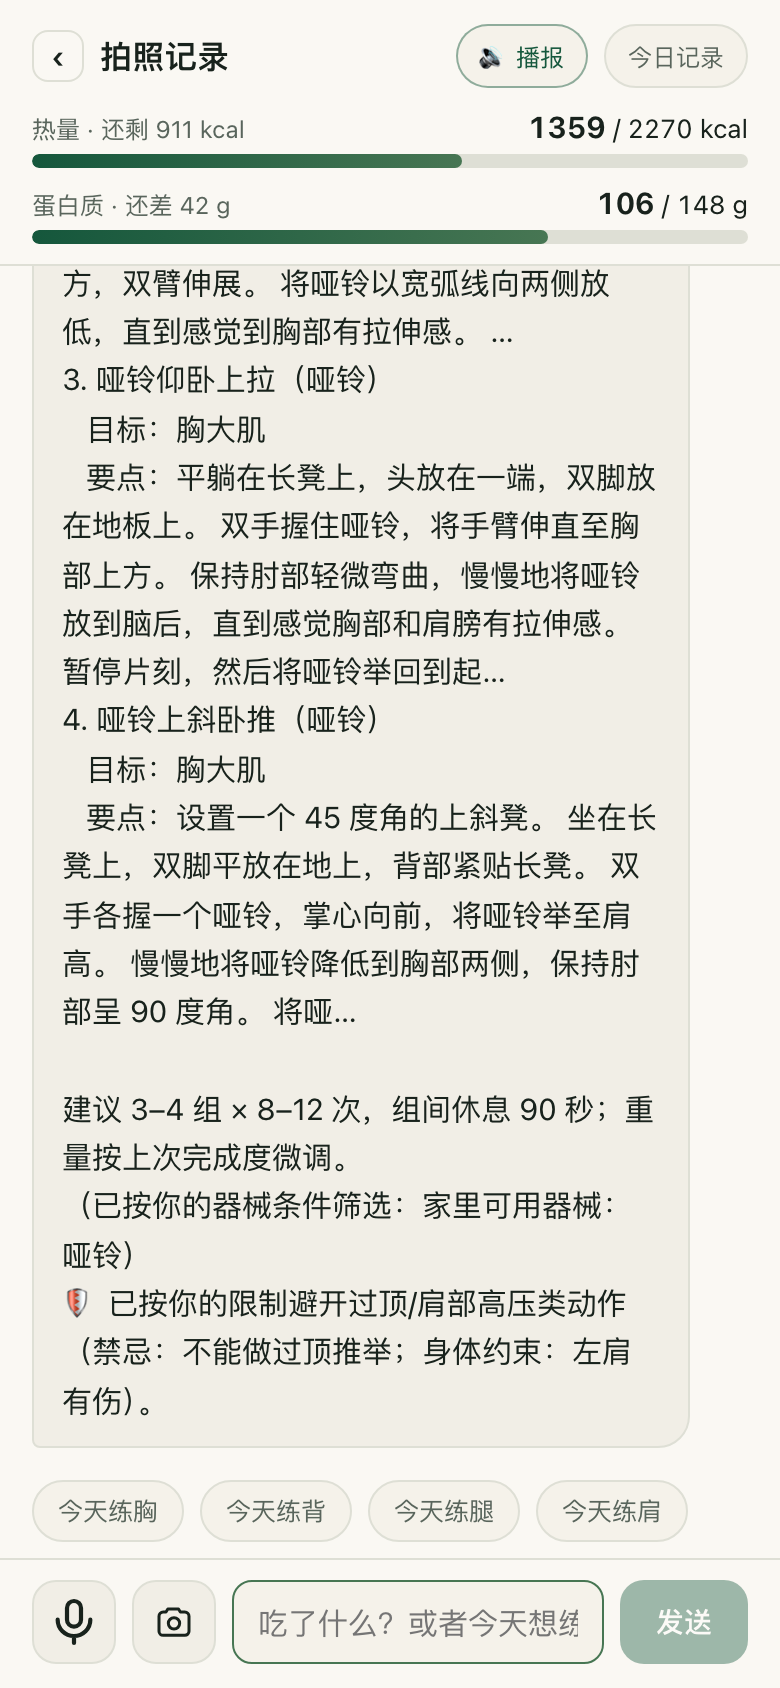 ‹ 拍照记录 播报 今日记录
热量 · 还剩 911 kcal 1359 / 2270 kcal
蛋白质 · 还差 42 g 106 / 148 g
方，双臂伸展。 将哑铃以宽弧线向两侧放
低，直到感觉到胸部有拉伸感。 ...
3. 哑铃仰卧上拉（哑铃）
目标：胸大肌
要点：平躺在长凳上，头放在一端，双脚放
在地板上。 双手握住哑铃，将手臂伸直至胸
部上方。 保持肘部轻微弯曲，慢慢地将哑铃
放到脑后，直到感觉胸部和肩膀有拉伸感。
暂停片刻，然后将哑铃举回到起...
4. 哑铃上斜卧推（哑铃）
目标：胸大肌
要点：设置一个 45 度角的上斜凳。 坐在长
凳上，双脚平放在地上，背部紧贴长凳。 双
手各握一个哑铃，掌心向前，将哑铃举至肩
高。 慢慢地将哑铃降低到胸部两侧，保持肘
部呈 90 度角。 将哑...
建议 3–4 组 × 8–12 次，组间休息 90 秒；重
量按上次完成度微调。
（已按你的器械条件筛选：家里可用器械：
哑铃）
已按你的限制避开过顶/肩部高压类动作
（禁忌：不能做过顶推举；身体约束：左肩
有伤）。
今天练胸 今天练背 今天练腿 今天练肩
吃了什么？或者今天想练 发送